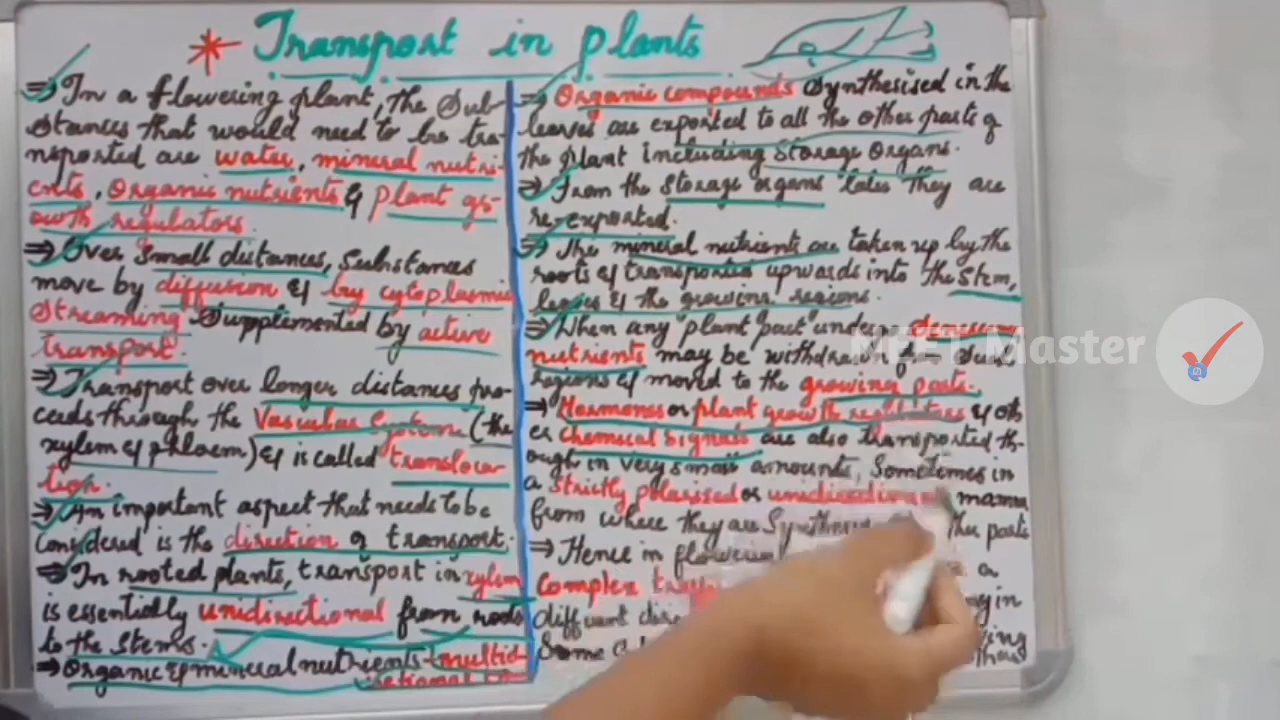 Transport in plants
⇒ In a flowering plant, the Sub-
stances that would need to be tra-
nsported are water, mineral nutri-
ents, Organic nutrients & plant gr-
owth regulators.
⇒ Over Small distances, Substances
move by diffusion & by cytoplasmic
Streaming Supplemented by active
transport.
⇒ Transport over longer distances pro-
ceeds through the Vascular System (the
xylem & phloem) & is called transloca-
tion.
⇒ An important aspect that needs to be
considered is the direction of transport.
⇒ In rooted plants, transport in xylem
is essentially unidirectional from roots
to the stems.
⇒ Organic & mineral nutrients - multid-
⇒ Organic compounds Synthesised in the
leaves are exported to all the other parts of
the plant including Storage Organs.
⇒ From the Storage organs later they are
re-exported.
⇒ The mineral nutrients are taken up by the
roots & transported upwards into the Stem,
leaves & the growing regions.
⇒ When any plant part under
nutrients may be withdrawn
regions & moved to the growing parts.
⇒ Hormones or plant growth regulators & oth
er chemical signals are also transported th-
ough in very small amounts, Sometimes in
a Strictly polarised or unidirectional manner
from where they are parts
⇒ Hence in
Complex
NEET Master